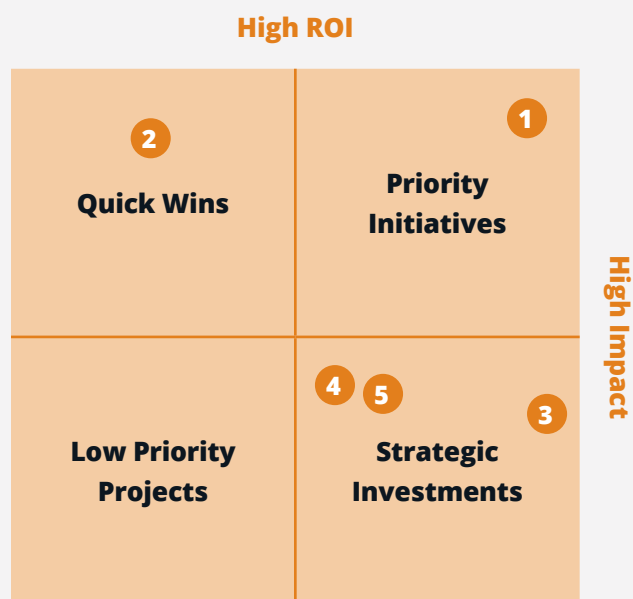 High ROI
1
2
Priority
Initiatives
Quick Wins
High Impact
4
5
3
Low Priority
Projects
Strategic
Investments